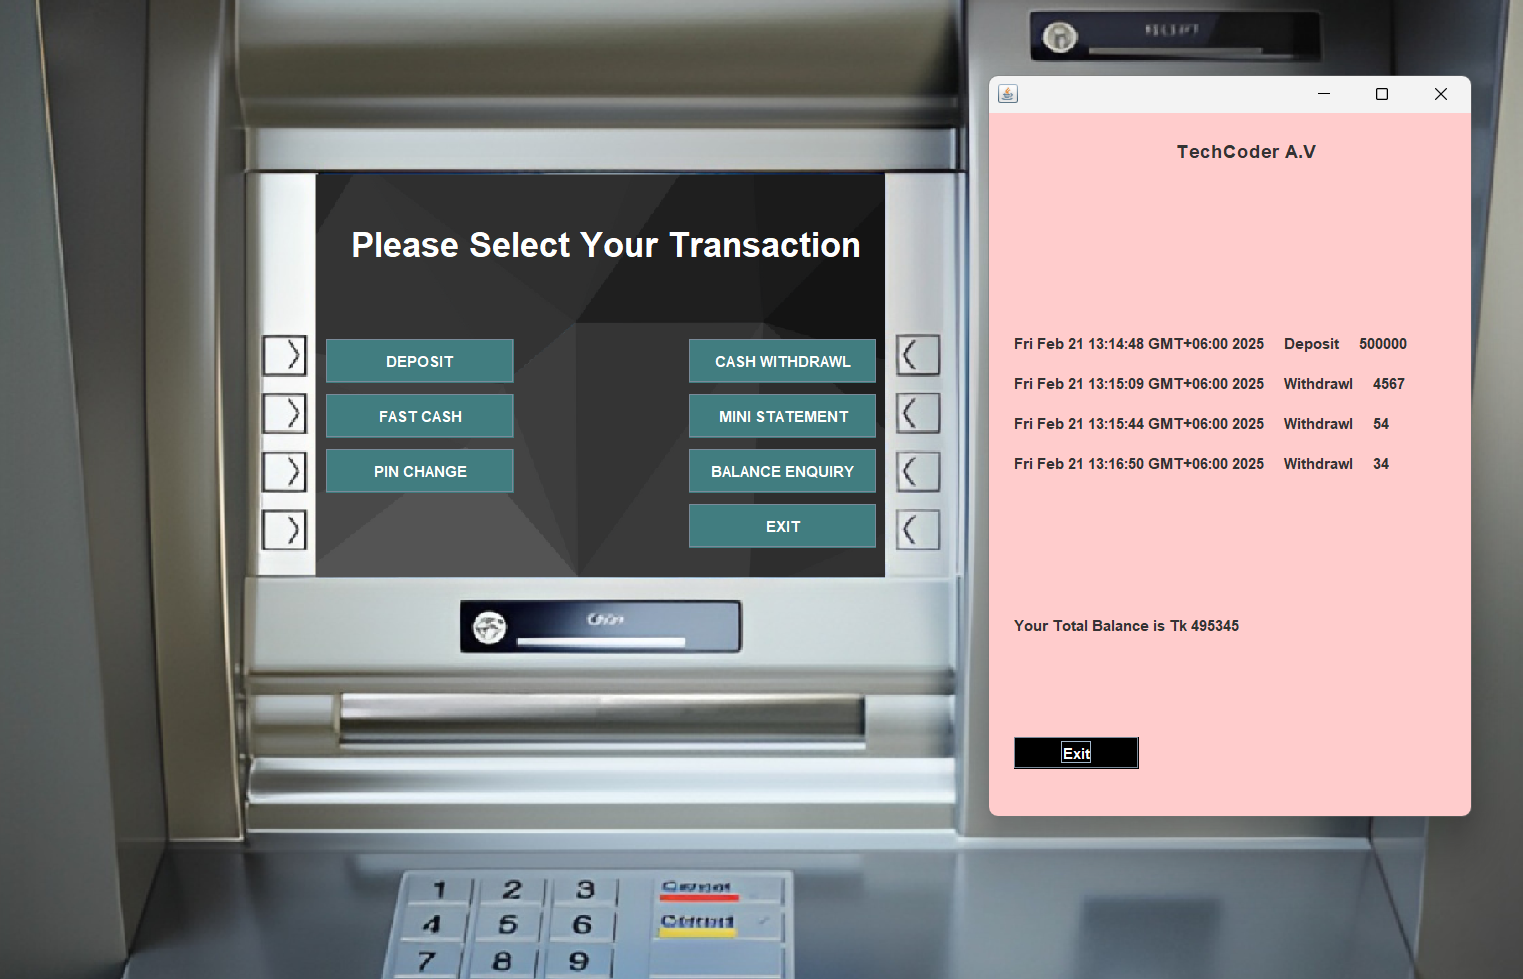 Please Select Your Transaction
DEPOSIT
CASH WITHDRAWL
FAST CASH
MINI STATEMENT
PIN CHANGE
BALANCE ENQUIRY
EXIT
TechCoder A.V
Fri Feb 21 13:14:48 GMT+06:00 2025 Deposit 500000
Fri Feb 21 13:15:09 GMT+06:00 2025 Withdrawl 4567
Fri Feb 21 13:15:44 GMT+06:00 2025 Withdrawl 54
Fri Feb 21 13:16:50 GMT+06:00 2025 Withdrawl 34
Your Total Balance is Tk 495345
Exit
1 2 3
4 5 6
7 8 9